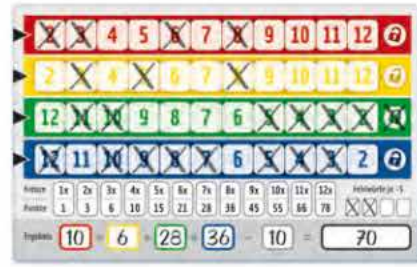 2 3 4 5 6 7 8 9 10 11 12
2 3 4 5 6 7 8 9 10 11 12
12 11 10 9 8 7 6 5 4 3 2
12 11 10 9 8 7 6 5 4 3 2
Kreuze 1x 2x 3x 4x 5x 6x 7x 8x 9x 10x 11x 12x Fehlwürfe je -5
Punkte 1 3 6 10 15 21 28 36 45 55 66 78
Ergebnis 10 + 6 + 28 + 36 - 10 = 70